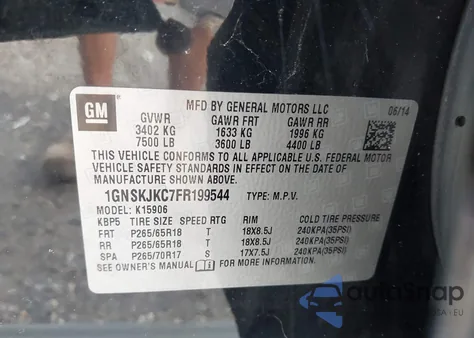 GM
MFD BY GENERAL MOTORS LLC 06/14
GVWR GAWR FRT GAWR RR
3402 KG 1633 KG 1996 KG
7500 LB 3600 LB 4400 LB
THIS VEHICLE CONFORMS TO ALL APPLICABLE U.S. FEDERAL MOTOR
VEHICLE SAFETY STANDARDS IN EFFECT ON THE DATE OF
MANUFACTURE SHOWN ABOVE.
1GNSKJKC7FR199544 TYPE: M.P.V.
MODEL: K15906
KBP5 TIRE SIZE SPEED RTG RIM COLD TIRE PRESSURE
FRT P265/65R18 T 18X8.5J 240KPA(35PSI)
RR P265/65R18 T 18X8.5J 240KPA(35PSI)
SPA P265/70R17 S 17X7.5J 240KPA(35PSI)
SEE OWNER'S MANUAL FOR ADDITIONAL INFORMATION.
autoSnap